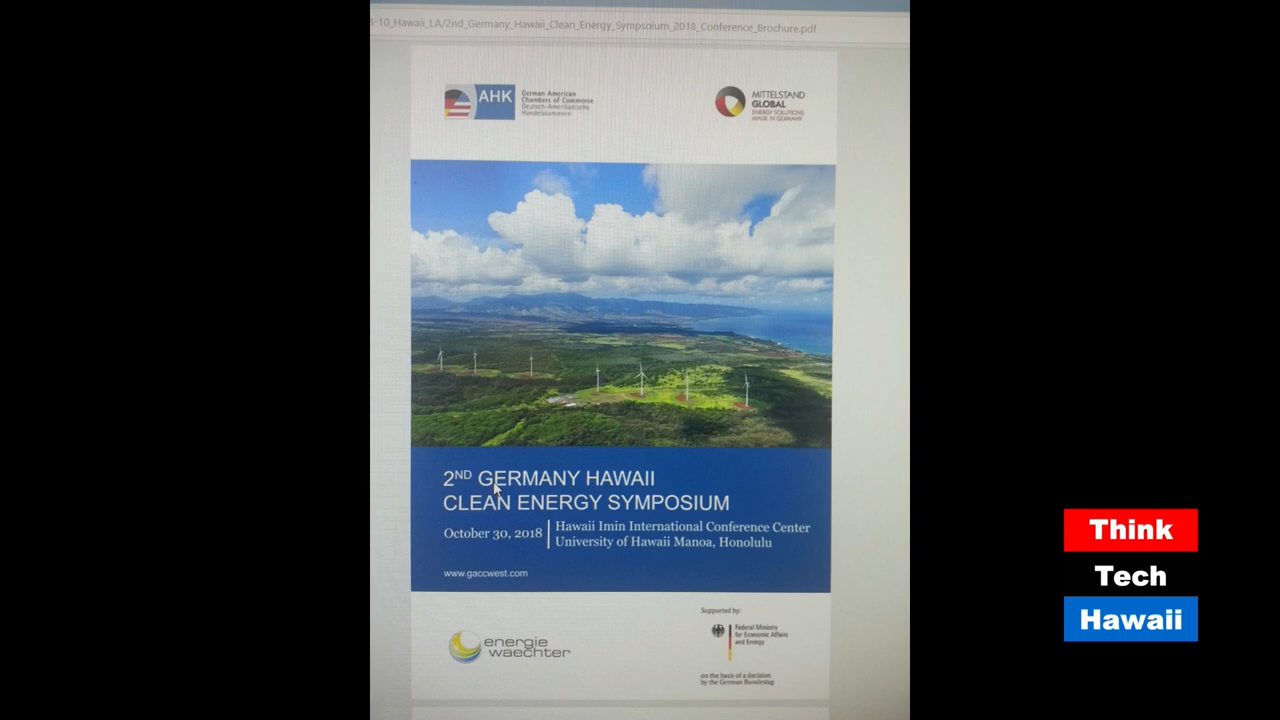 -10_Hawaii_LA/2nd_Germany_Hawaii_Clean_Energy_Symposium_2018_Conference_Brochure.pdf
AHK
German American
Chambers of Commerce
Deutsch-Amerikanische
Handelskammern
MITTELSTAND
GLOBAL
ENERGY SOLUTIONS
MADE IN GERMANY
2ND GERMANY HAWAII
CLEAN ENERGY SYMPOSIUM
October 30, 2018
Hawaii Imin International Conference Center
University of Hawaii Manoa, Honolulu
www.gaccwest.com
energie
waechter
Supported by:
Federal Ministry
for Economic Affairs
and Energy
on the basis of a decision
by the German Bundestag
Think
Tech
Hawaii